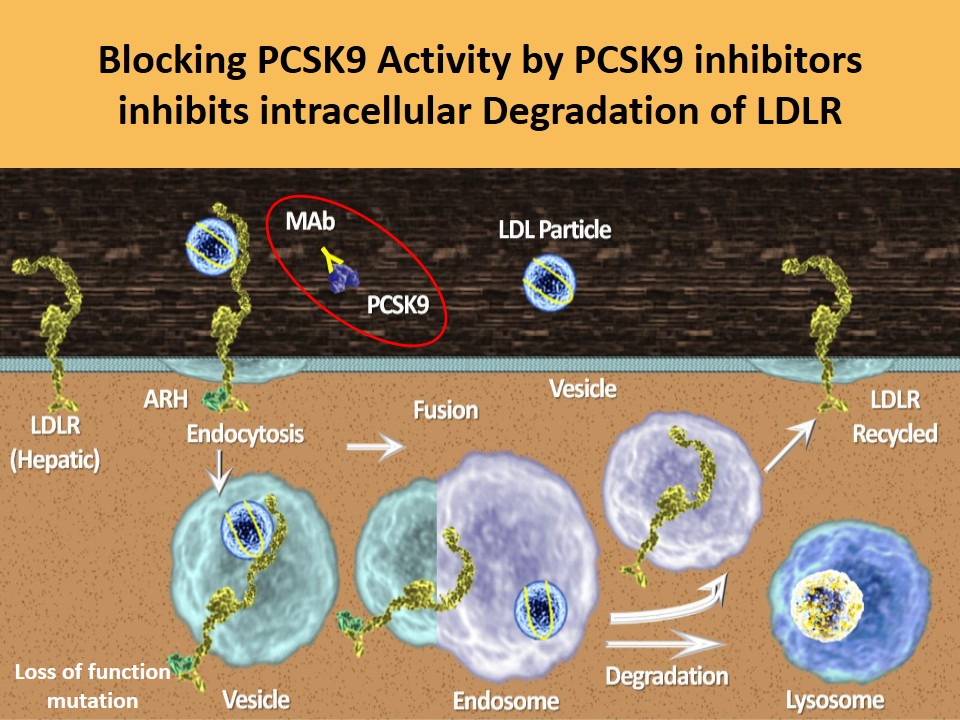 Blocking PCSK9 Activity by PCSK9 inhibitors
inhibits intracellular Degradation of LDLR
MAb
PCSK9
LDL Particle
ARH
Endocytosis
LDLR
(Hepatic)
Fusion
Vesicle
LDLR
Recycled
Loss of function
mutation
Vesicle
Endosome
Degradation
Lysosome